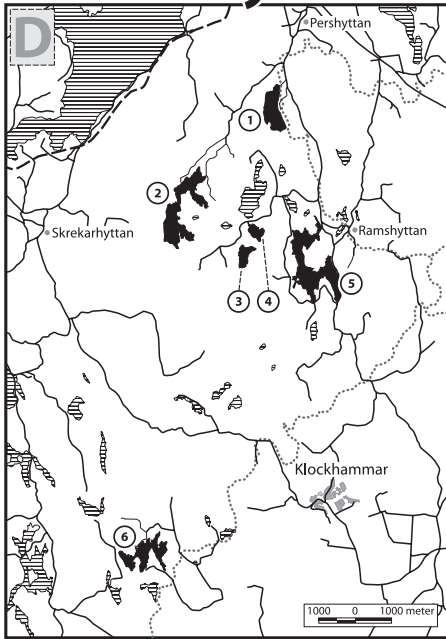 D
Pershyttan
1
2
Skrekarhyttan
Ramshyttan
3
4
5
Klockhammar
6
1000 0 1000 meter